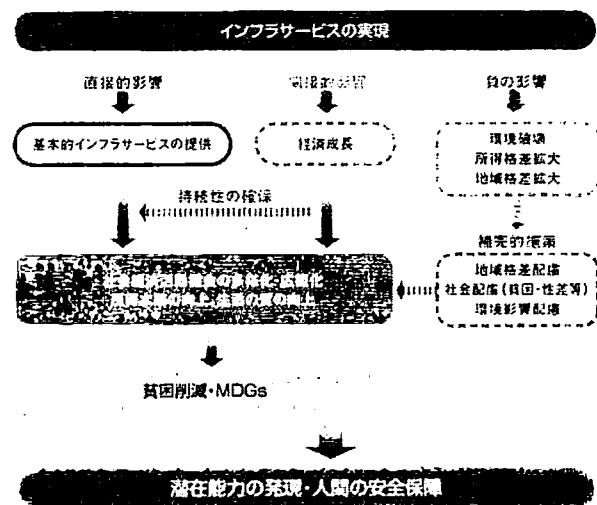 インフラサービスの実現
直接的影響
間接的影響
負の影響
基本的インフラサービスの提供
経済成長
環境破壊
所得格差拡大
地域格差拡大
持続性の確保
補完的施策
地域格差配慮
社会配慮(貧困・性差等)
環境影響配慮
貧困削減・MDGs
潜在能力の発現・人間の安全保障